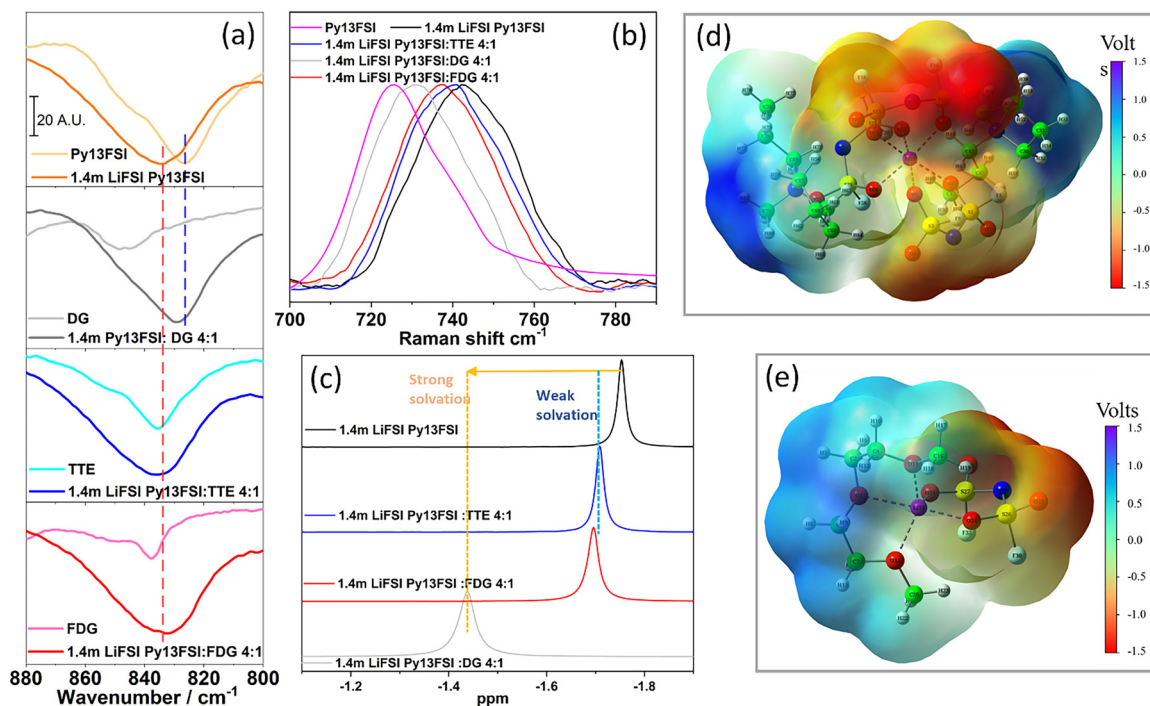 (a)
20 A.U.
Py13FSI
1.4m LiFSI Py13FSI
DG
1.4m Py13FSI: DG 4:1
TTE
1.4m LiFSI Py13FSI:TTE 4:1
FDG
1.4m LiFSI Py13FSI:FDG 4:1
880 860 840 820 800
Wavenumber / cm-1
(b)
Py13FSI
1.4m LiFSI Py13FSI
1.4m LiFSI Py13FSI:TTE 4:1
1.4m LiFSI Py13FSI:DG 4:1
1.4m LiFSI Py13FSI:FDG 4:1
700 720 740 760 780
Raman shift cm-1
(c)
Strong
solvation
Weak
solvation
1.4m LiFSI Py13FSI
1.4m LiFSI Py13FSI :TTE 4:1
1.4m LiFSI Py13FSI :FDG 4:1
1.4m LiFSI Py13FSI :DG 4:1
-1.2 -1.4 -1.6 -1.8
ppm
(d)
Volt
s
1.5
1.0
0.5
0.0
-0.5
-1.0
-1.5
(e)
Volts
1.5
1.0
0.5
0.0
-0.5
-1.0
-1.5